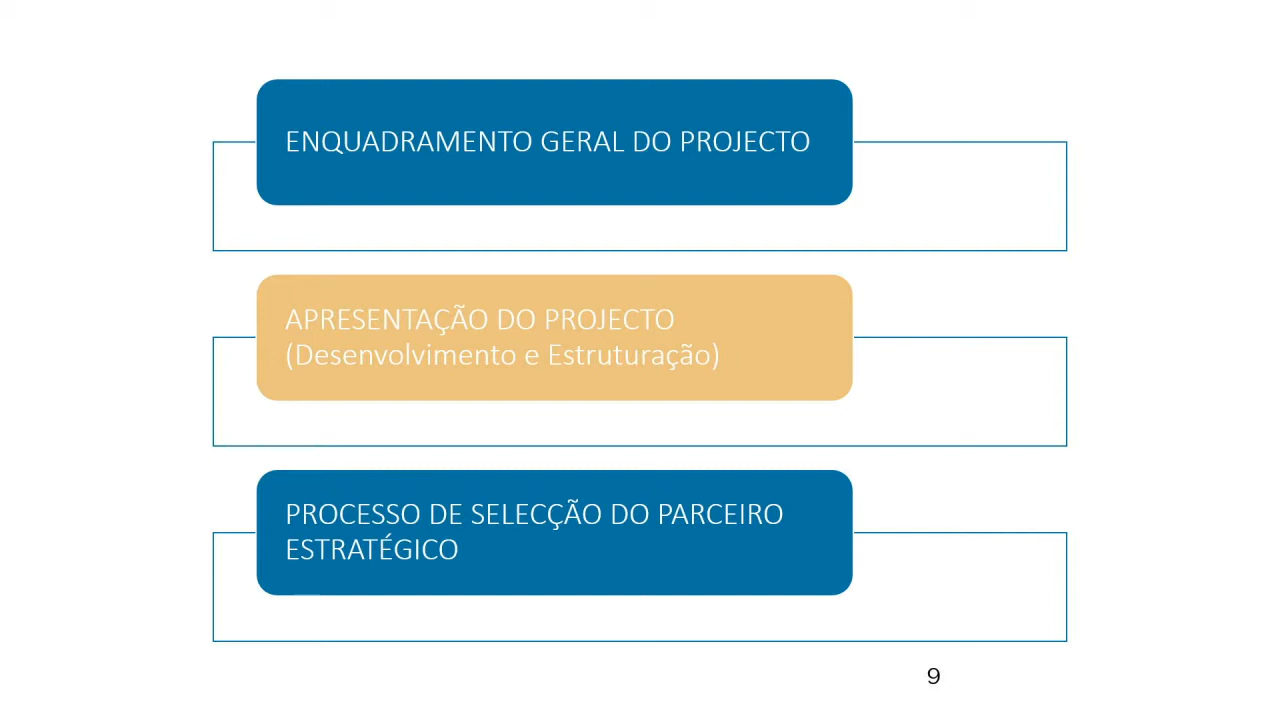 ENQUADRAMENTO GERAL DO PROJECTO
APRESENTAÇÃO DO PROJECTO
(Desenvolvimento e Estruturação)
PROCESSO DE SELECÇÃO DO PARCEIRO
ESTRATÉGICO
9